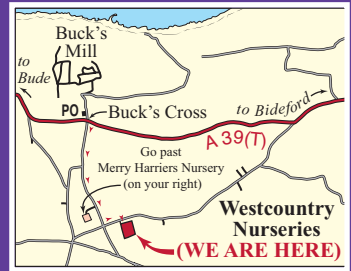 Buck's
Mill
to
Bude
PO
Buck's Cross
to Bideford
A 39(T)
Go past
Merry Harriers Nursery
(on your right)
Westcountry
Nurseries
(WE ARE HERE)